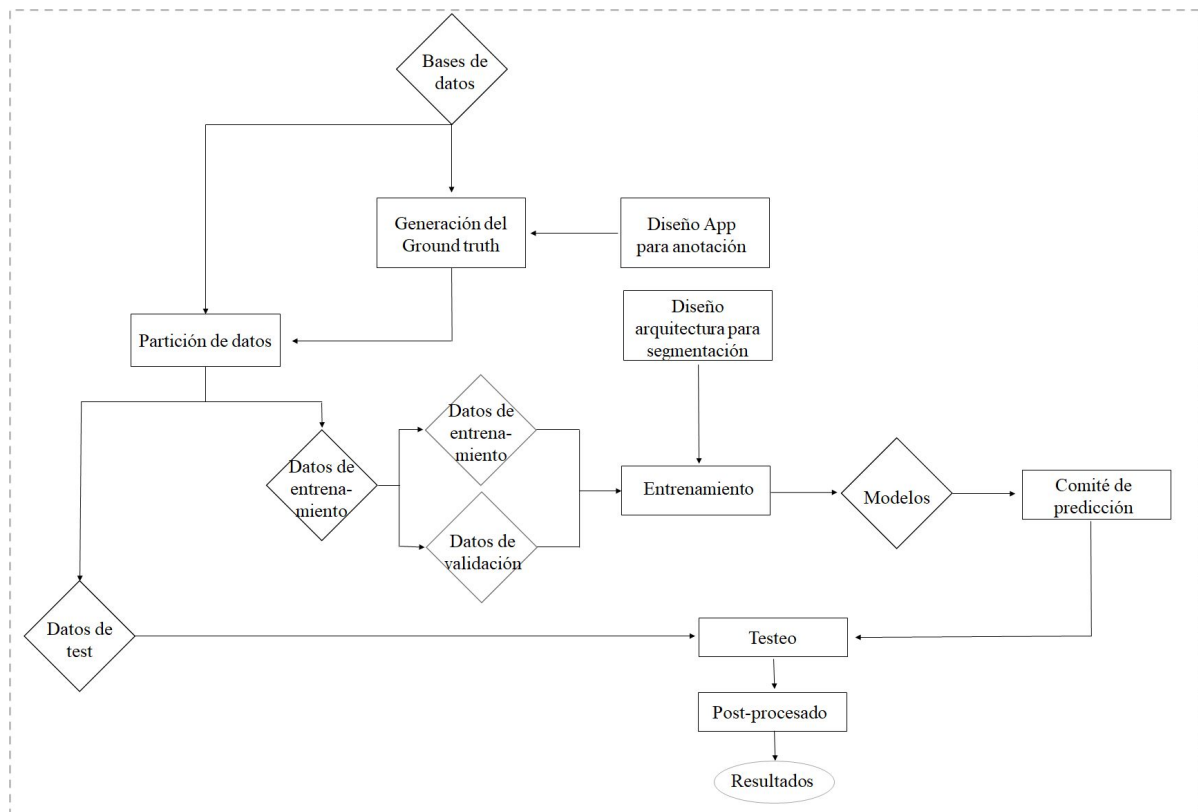 Bases de
datos
Generación del
Ground truth
Diseño App
para anotación
Diseño
arquitectura para
segmentación
Partición de datos
Datos de
entrena-
miento
Datos de
entrena-
miento
Datos de
validación
Entrenamiento
Modelos
Comité de
predicción
Datos de
test
Testeo
Post-procesado
Resultados